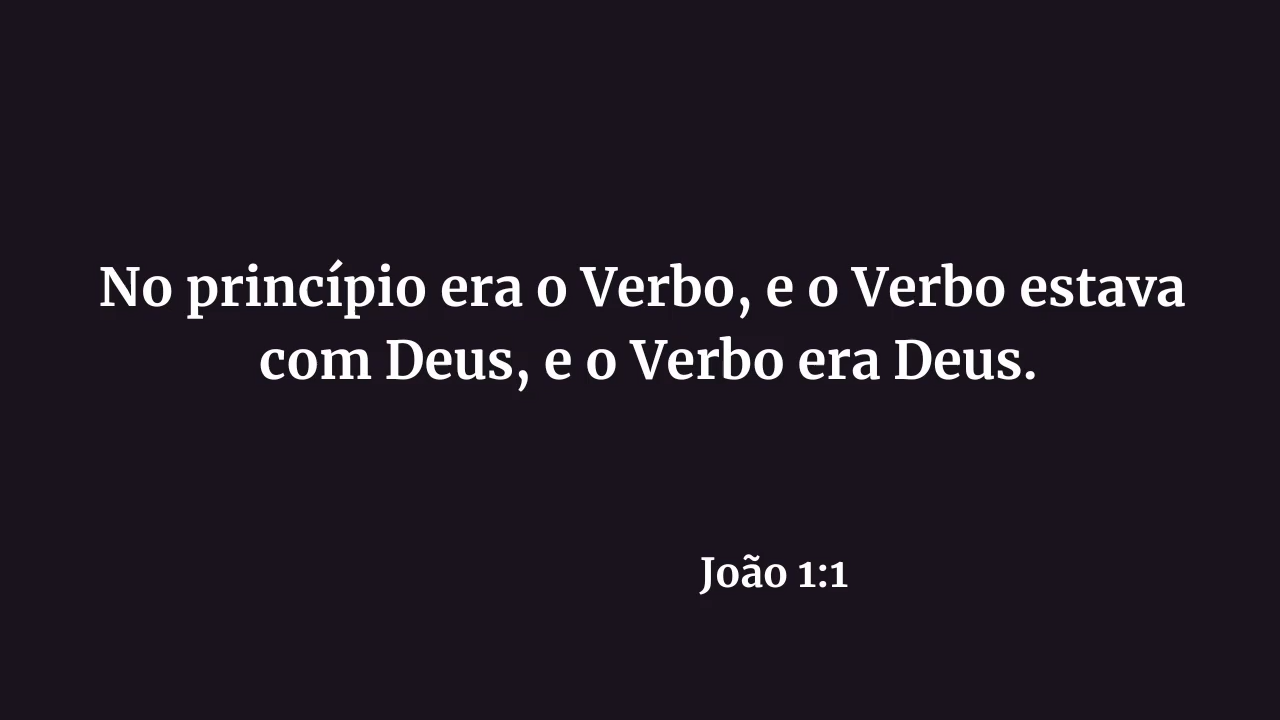 No princípio era o Verbo, e o Verbo estava
com Deus, e o Verbo era Deus.
João 1:1